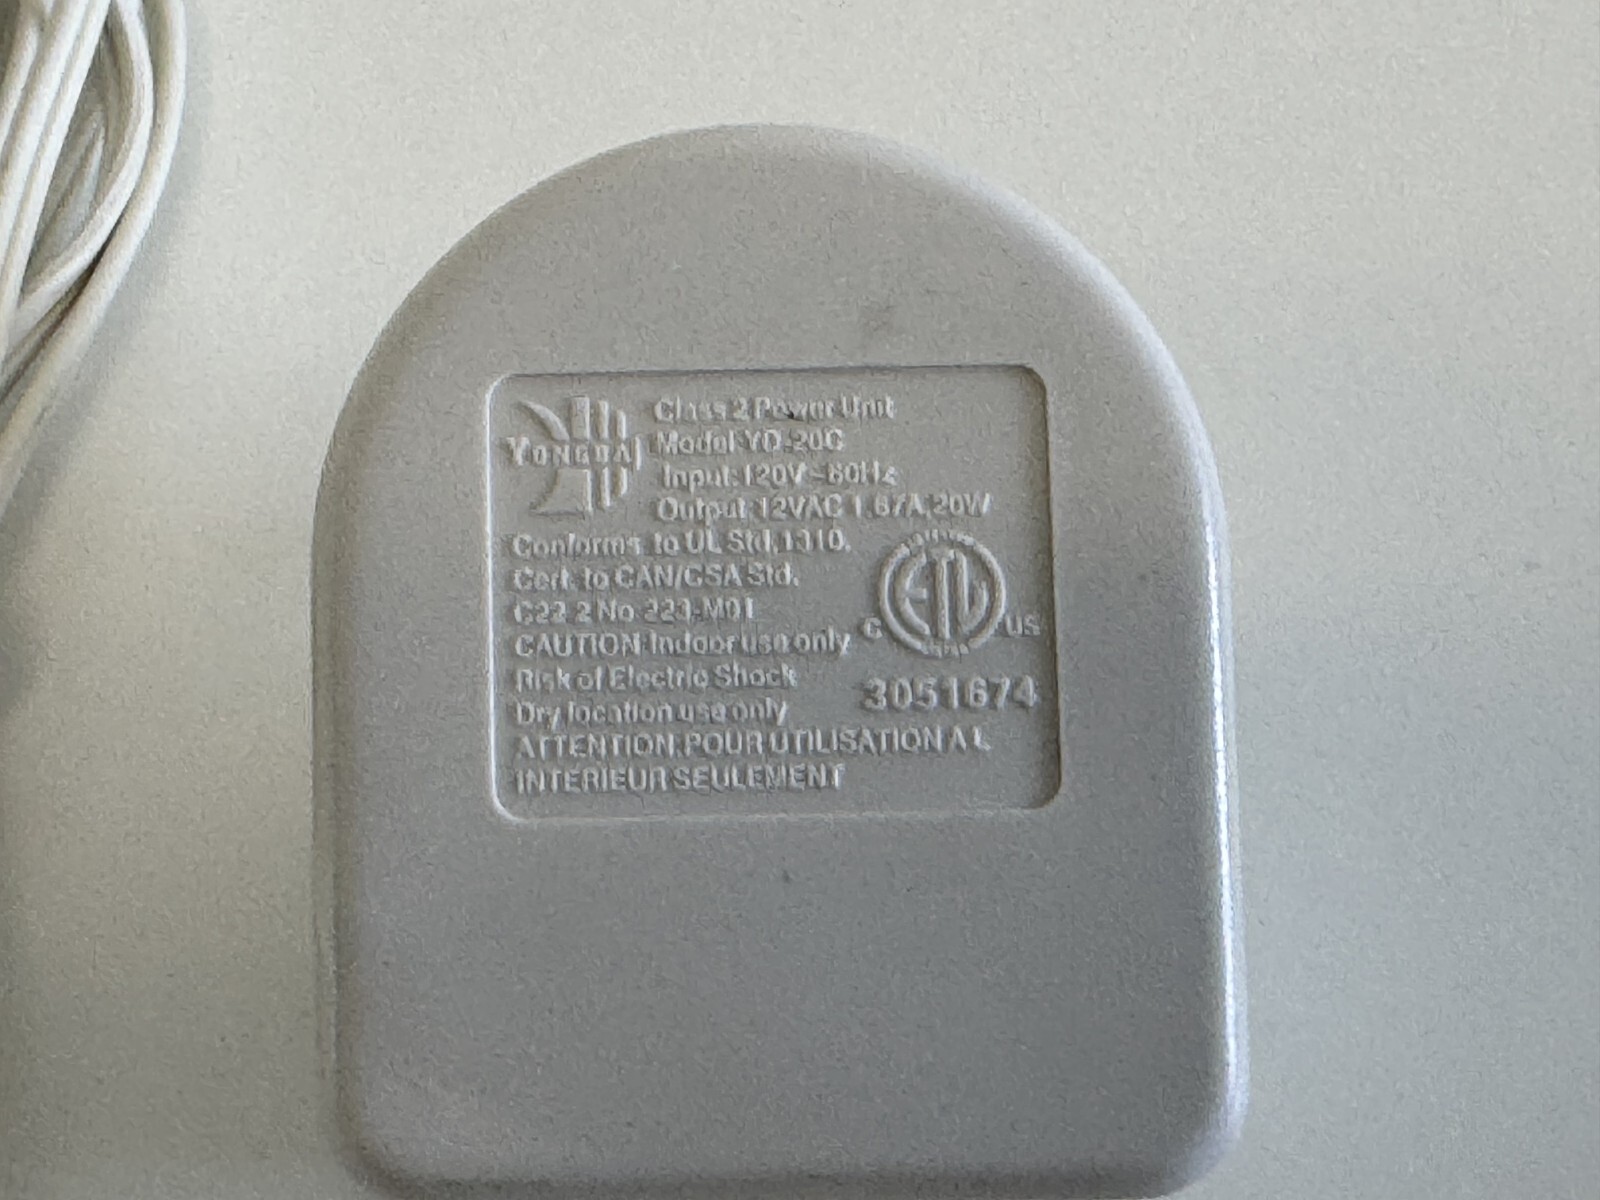 YONGDA
Class 2 Power Unit
Model YD-20C
Input:120V~60Hz
Output:12VAC 1.67A,20W
Conforms to UL Std.1310.
Cert. to CAN/CSA Std.
C22.2 No.223-M01
CAUTION:Indoor use only
Risk of Electric Shock
Dry location use only
ATTENTION:POUR UTILISATION A L
INTERIEUR SEULEMENT
ETL
C US
3051674